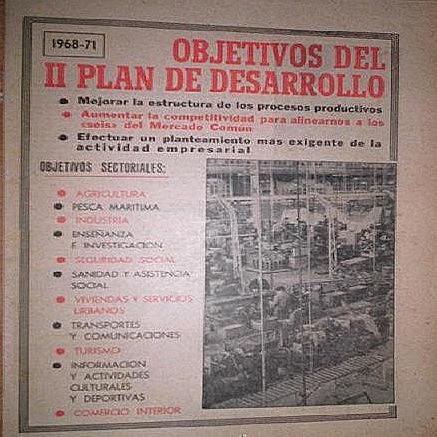 1968-71
OBJETIVOS DEL
II PLAN DE DESARROLLO
● Mejorar la estructura de los procesos productivos
● Aumentar la competitividad para alinearnos a los
«seis» del Mercado Común
● Efectuar un planteamiento más exigente de la
actividad empresarial
OBJETIVOS SECTORIALES:
● AGRICULTURA
● PESCA MARITIMA
● INDUSTRIA
● ENSEÑANZA
E INVESTIGACION
● SEGURIDAD SOCIAL
● SANIDAD Y ASISTENCIA
SOCIAL
● VIVIENDAS Y SERVICIOS
URBANOS
● TRANSPORTES
Y COMUNICACIONES
● TURISMO
● INFORMACION
Y ACTIVIDADES
CULTURALES
Y DEPORTIVAS
● COMERCIO INTERIOR